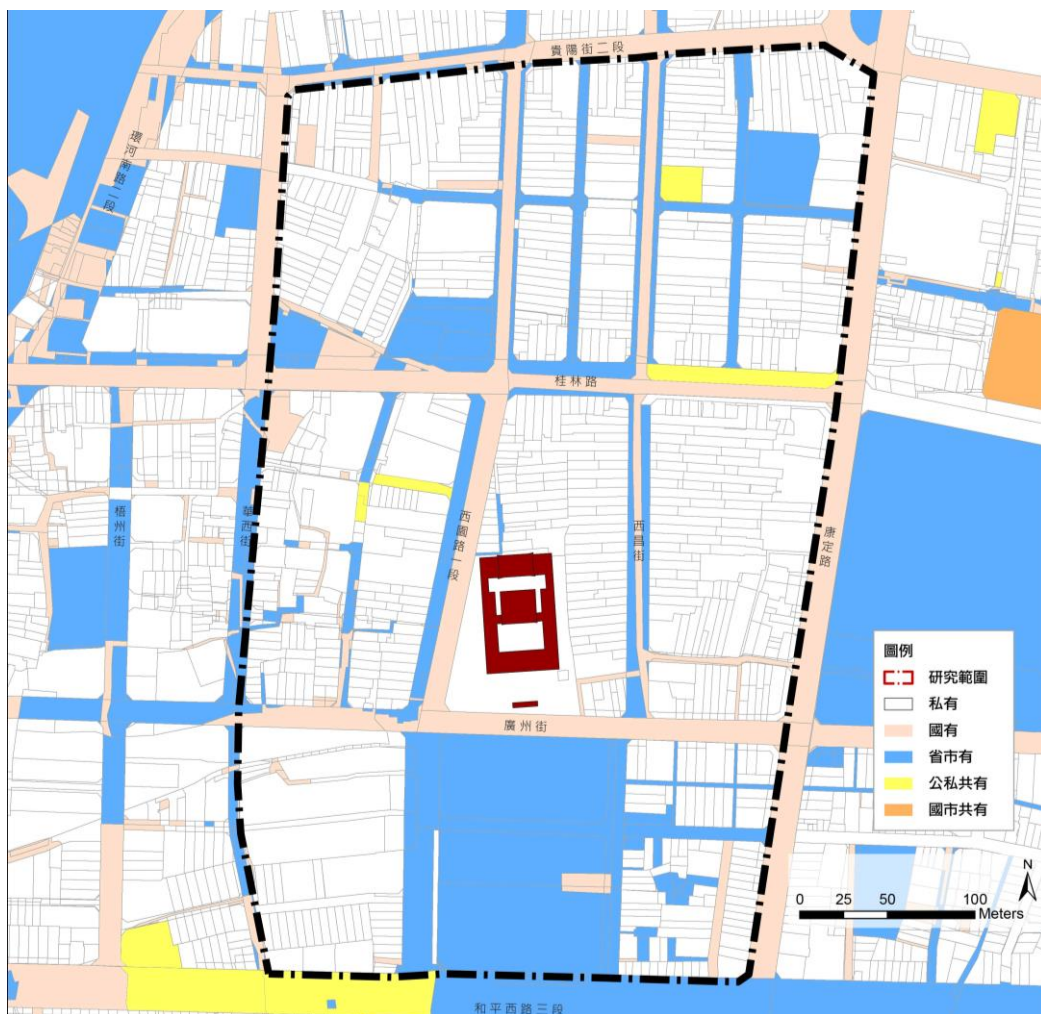 貴陽街二段
環河南路二段
桂林路
西園路一段
梧州街
華西街
西昌街
康定路
廣州街
和平西路三段
圖例
研究範圍
私有
國有
省市有
公私共有
國市共有
N
0 25 50 100
Meters